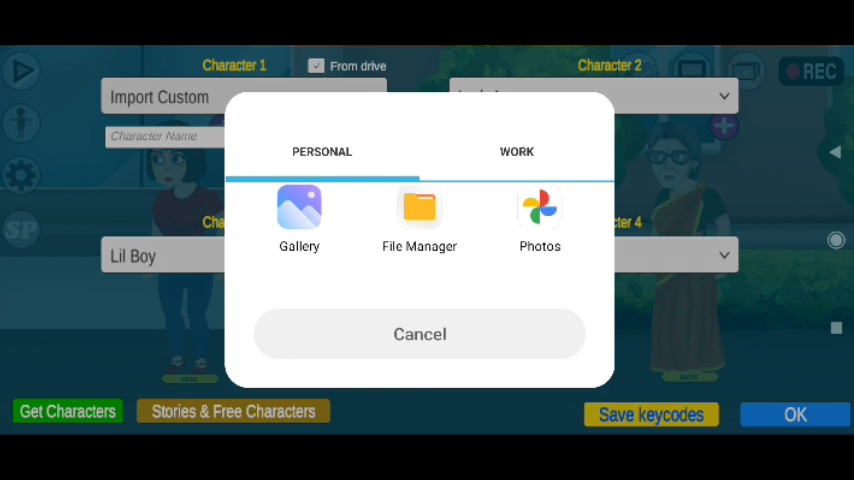 Character 1
From drive
Character 2
REC
Import Custom
Character Name
PERSONAL
WORK
SP
Gallery
File Manager
Photos
Lil Boy
Cancel
Get Characters
Stories & Free Characters
Save keycodes
OK